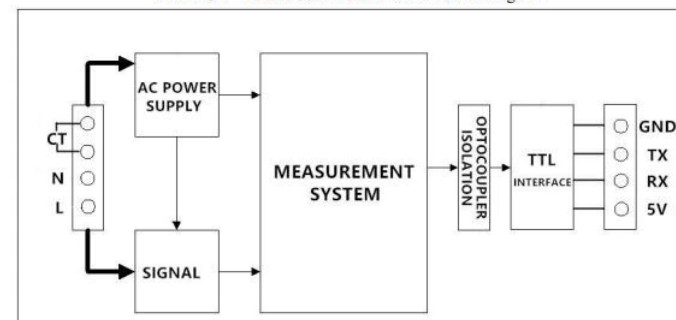 AC POWER
SUPPLY
CT
N
L
SIGNAL
MEASUREMENT
SYSTEM
OPTOCOUPLER
ISOLATION
TTL
INTERFACE
GND
TX
RX
5V